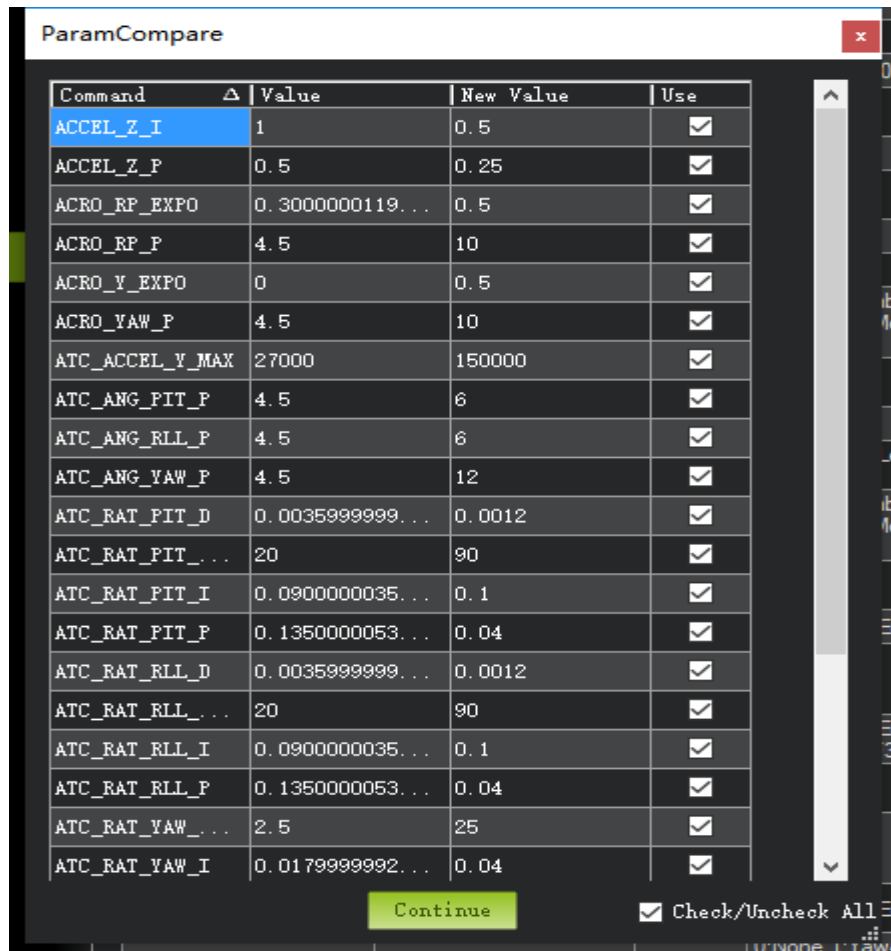 ParamCompare
x
Command Value New Value Use
ACCEL_Z_I 1 0.5
ACCEL_Z_P 0.5 0.25
ACRO_RP_EXPO 0.3000000119... 0.5
ACRO_RP_P 4.5 10
ACRO_Y_EXPO 0 0.5
ACRO_YAW_P 4.5 10
ATC_ACCEL_Y_MAX 27000 150000
ATC_ANG_PIT_P 4.5 6
ATC_ANG_RLL_P 4.5 6
ATC_ANG_YAW_P 4.5 12
ATC_RAT_PIT_D 0.0035999999... 0.0012
ATC_RAT_PIT_... 20 90
ATC_RAT_PIT_I 0.0900000035... 0.1
ATC_RAT_PIT_P 0.1350000053... 0.04
ATC_RAT_RLL_D 0.0035999999... 0.0012
ATC_RAT_RLL_... 20 90
ATC_RAT_RLL_I 0.0900000035... 0.1
ATC_RAT_RLL_P 0.1350000053... 0.04
ATC_RAT_YAW_... 2.5 25
ATC_RAT_YAW_I 0.0179999992... 0.04
Continue Check/Uncheck All